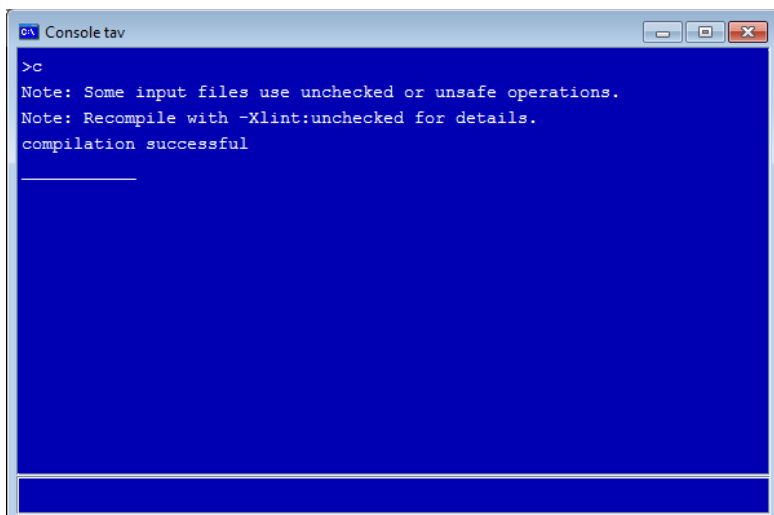 Console tav
>c
Note: Some input files use unchecked or unsafe operations.
Note: Recompile with -Xlint:unchecked for details.
compilation successful
___________